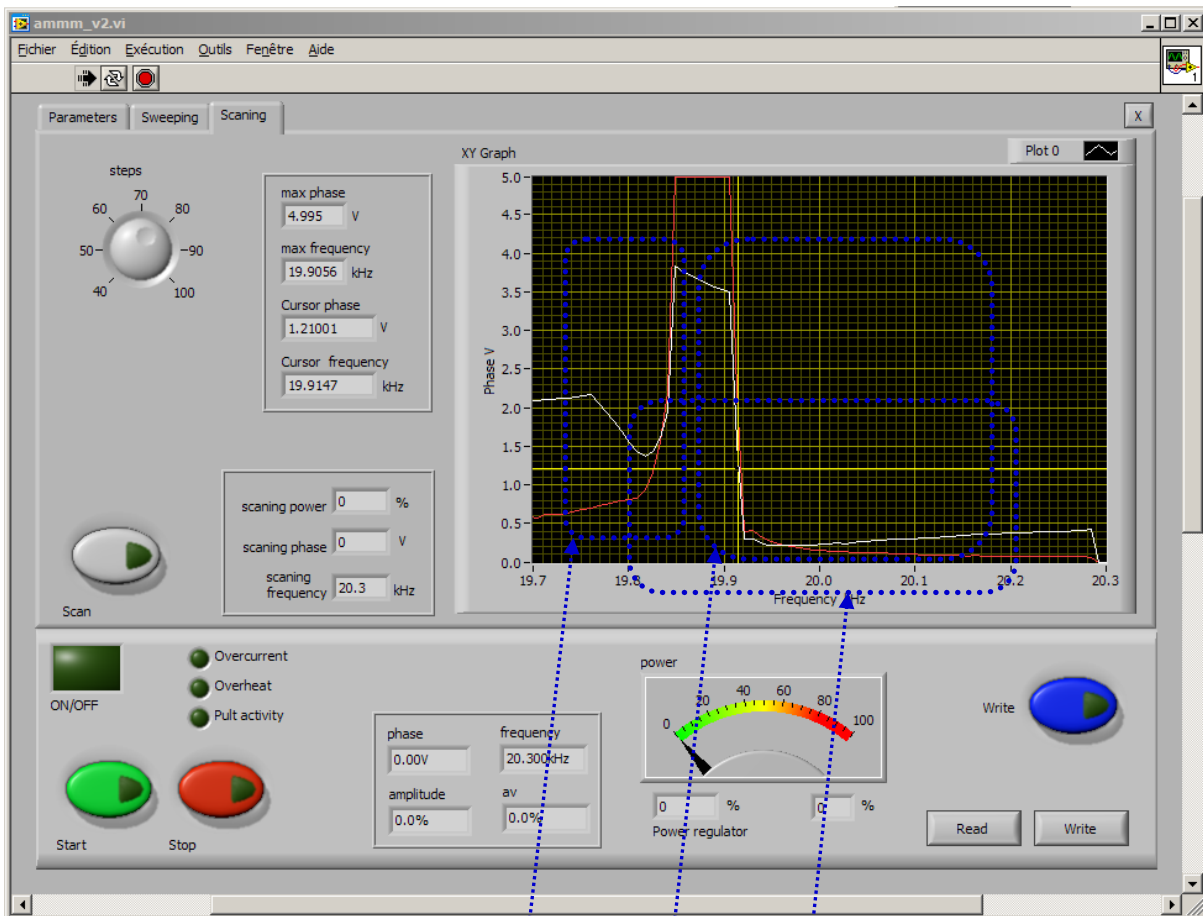 ammm_v2.vi
Fichier Édition Exécution Outils Fenêtre Aide
1
Parameters Sweeping Scaning X
steps
70
60 80
50 90
40 100
max phase
4.995 V
max frequency
19.9056 kHz
Cursor phase
1.21001 V
Cursor frequency
19.9147 kHz
XY Graph Plot 0
5.0
4.5
4.0
3.5
3.0
2.5
2.0
1.5
1.0
0.5
0.0
Phase V
19.7 19.8 19.9 20.0 20.1 20.2 20.3
Frequency Hz
scaning power 0 %
scaning phase 0 V
scaning
frequency 20.3 kHz
Scan
ON/OFF
Overcurrent
Overheat
Pult activity
Start Stop
phase frequency
0.00V 20.300kHz
amplitude av
0.0% 0.0%
power
0 20 40 60 80 100
0 % 0 %
Power regulator
Write
Read Write